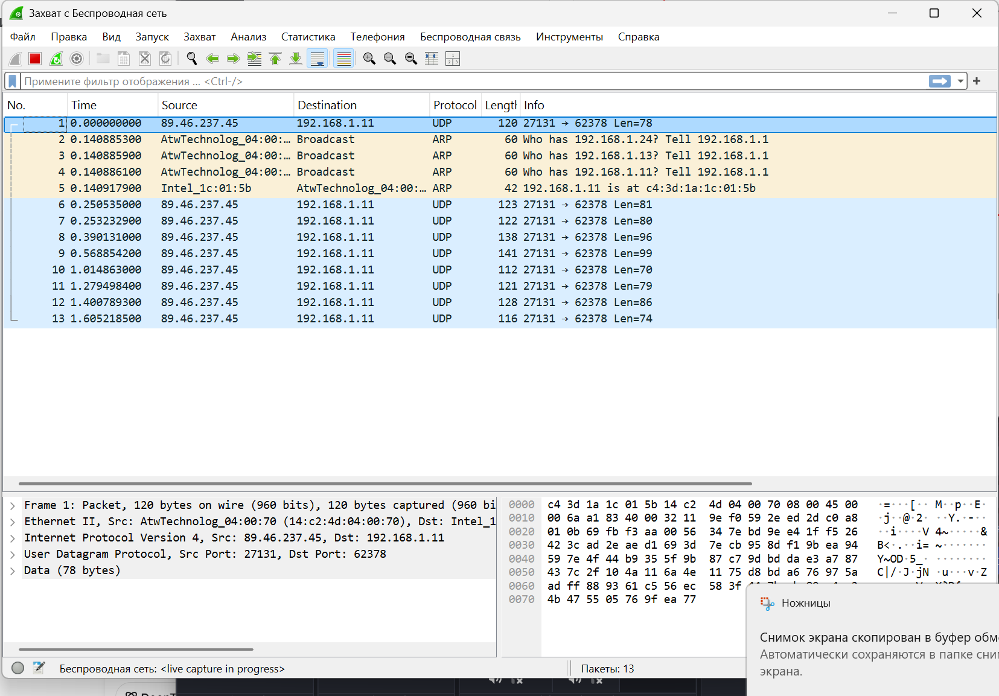 Захват с Беспроводная сеть
Файл Правка Вид Запуск Захват Анализ Статистика Телефония Беспроводная связь Инструменты Справка
Примените фильтр отображения ... <Ctrl-/>
No. Time Source Destination Protocol Length Info
1 0.000000000 89.46.237.45 192.168.1.11 UDP 120 27131 → 62378 Len=78
2 0.140885300 AtwTechnolog_04:00:… Broadcast ARP 60 Who has 192.168.1.24? Tell 192.168.1.1
3 0.140885900 AtwTechnolog_04:00:… Broadcast ARP 60 Who has 192.168.1.13? Tell 192.168.1.1
4 0.140886100 AtwTechnolog_04:00:… Broadcast ARP 60 Who has 192.168.1.11? Tell 192.168.1.1
5 0.140917900 Intel_1c:01:5b AtwTechnolog_04:00:… ARP 42 192.168.1.11 is at c4:3d:1a:1c:01:5b
6 0.250535000 89.46.237.45 192.168.1.11 UDP 123 27131 → 62378 Len=81
7 0.253232900 89.46.237.45 192.168.1.11 UDP 122 27131 → 62378 Len=80
8 0.390131000 89.46.237.45 192.168.1.11 UDP 138 27131 → 62378 Len=96
9 0.568854200 89.46.237.45 192.168.1.11 UDP 141 27131 → 62378 Len=99
10 1.014863000 89.46.237.45 192.168.1.11 UDP 112 27131 → 62378 Len=70
11 1.279498400 89.46.237.45 192.168.1.11 UDP 121 27131 → 62378 Len=79
12 1.400789300 89.46.237.45 192.168.1.11 UDP 128 27131 → 62378 Len=86
13 1.605218500 89.46.237.45 192.168.1.11 UDP 116 27131 → 62378 Len=74
Frame 1: Packet, 120 bytes on wire (960 bits), 120 bytes captured (960 bi
Ethernet II, Src: AtwTechnolog_04:00:70 (14:c2:4d:04:00:70), Dst: Intel_1
Internet Protocol Version 4, Src: 89.46.237.45, Dst: 192.168.1.11
User Datagram Protocol, Src Port: 27131, Dst Port: 62378
Data (78 bytes)
0000 c4 3d 1a 1c 01 5b 14 c2 4d 04 00 70 08 00 45 00 ·=···[·· M··p··E·
0010 00 6a a1 83 40 00 32 11 9e f0 59 2e ed 2d c0 a8 ·j··@·2· ··Y.·-··
0020 01 0b 69 fb f3 aa 00 56 34 7e bd 9e e4 1f f5 26 ··i····V 4~·····&
0030 42 3c ad 2e ae d1 69 3d 7e cb 95 8d f1 9b ea 94 B<·.··i= ~·······
0040 59 7e 4f 44 b9 35 5f 9b 87 c7 9d bd da e3 a7 87 Y~OD·5_· ········
0050 43 7c 2f 10 4a 11 6a 4e 11 75 d8 bd a6 76 97 5a C|/·J·jN ·u···v·Z
0060 ad ff 88 93 61 c5 56 ec 58 3f
0070 4b 47 55 05 76 9f ea 77
Ножницы
Снимок экрана скопирован в буфер
Автоматически сохраняются в папке
экрана.
Беспроводная сеть: <live capture in progress> Пакеты: 13